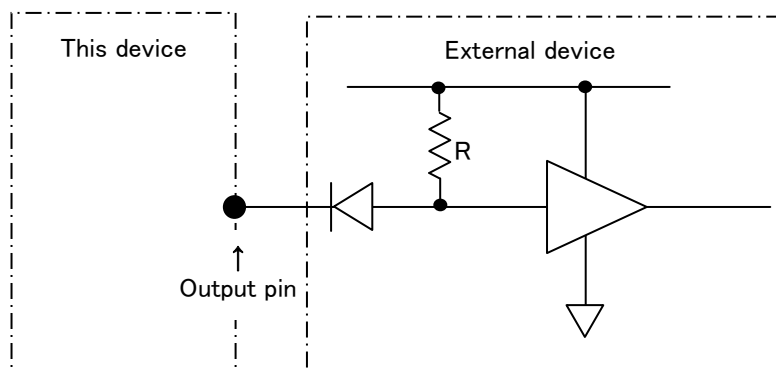 This device
External device
R
↑
Output pin